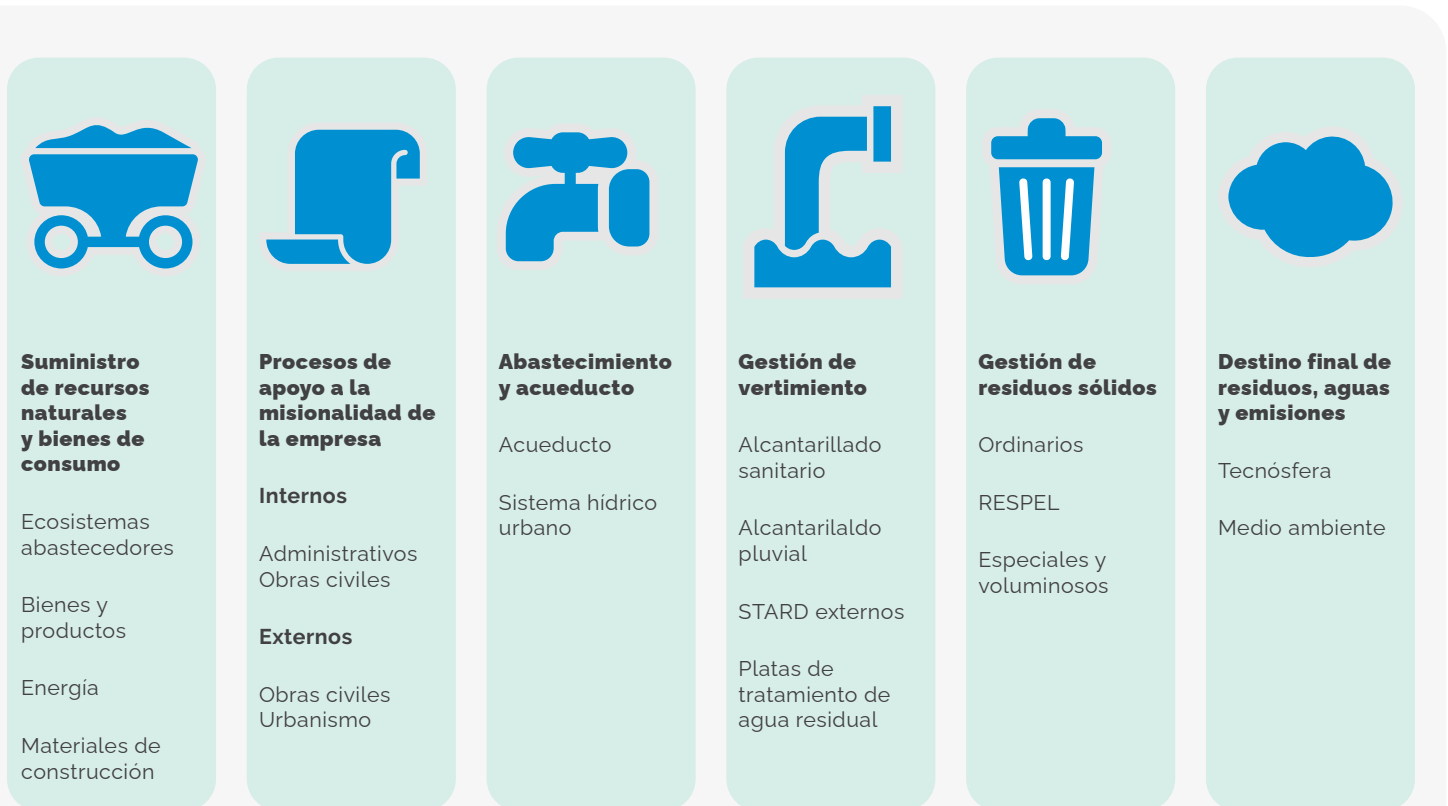 Suministro
de recursos
naturales
y bienes de
consumo
Ecosistemas
abastecedores
Bienes y
productos
Energía
Materiales de
construcción
Procesos de
apoyo a la
misionalidad de
la empresa
Internos
Administrativos
Obras civiles
Externos
Obras civiles
Urbanismo
Abastecimiento
y acueducto
Acueducto
Sistema hídrico
urbano
Gestión de
vertimiento
Alcantarillado
sanitario
Alcantarilaldo
pluvial
STARD externos
Platas de
tratamiento de
agua residual
Gestión de
residuos sólidos
Ordinarios
RESPEL
Especiales y
voluminosos
Destino final de
residuos, aguas
y emisiones
Tecnósfera
Medio ambiente